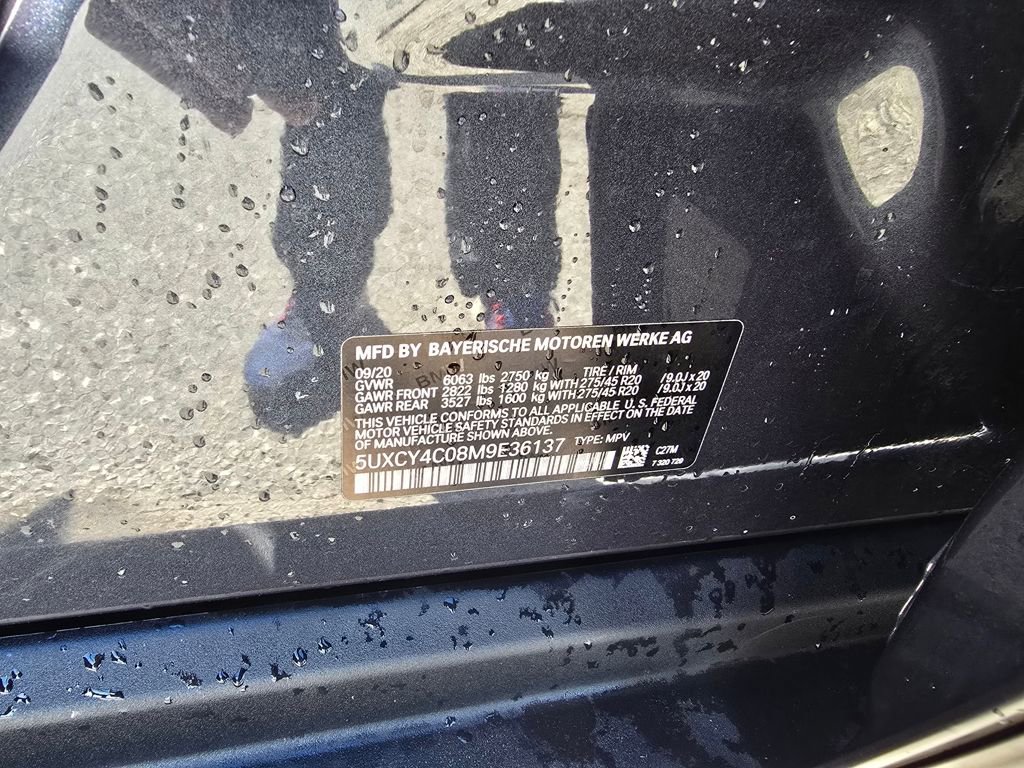 MFD BY BAYERISCHE MOTOREN WERKE AG
09/20 TIRE / RIM
GVWR 6063 lbs 2750 kg
GAWR FRONT 2822 lbs 1280 kg WITH 275/45 R20 / 9.0J x 20
GAWR REAR 3527 lbs 1600 kg WITH 275/45 R20 / 9.0J x 20
THIS VEHICLE CONFORMS TO ALL APPLICABLE U. S. FEDERAL
MOTOR VEHICLE SAFETY STANDARDS IN EFFECT ON THE DATE
OF MANUFACTURE SHOWN ABOVE.
5UXCY4C08M9E36137 TYPE: MPV
C27M
7 320 729